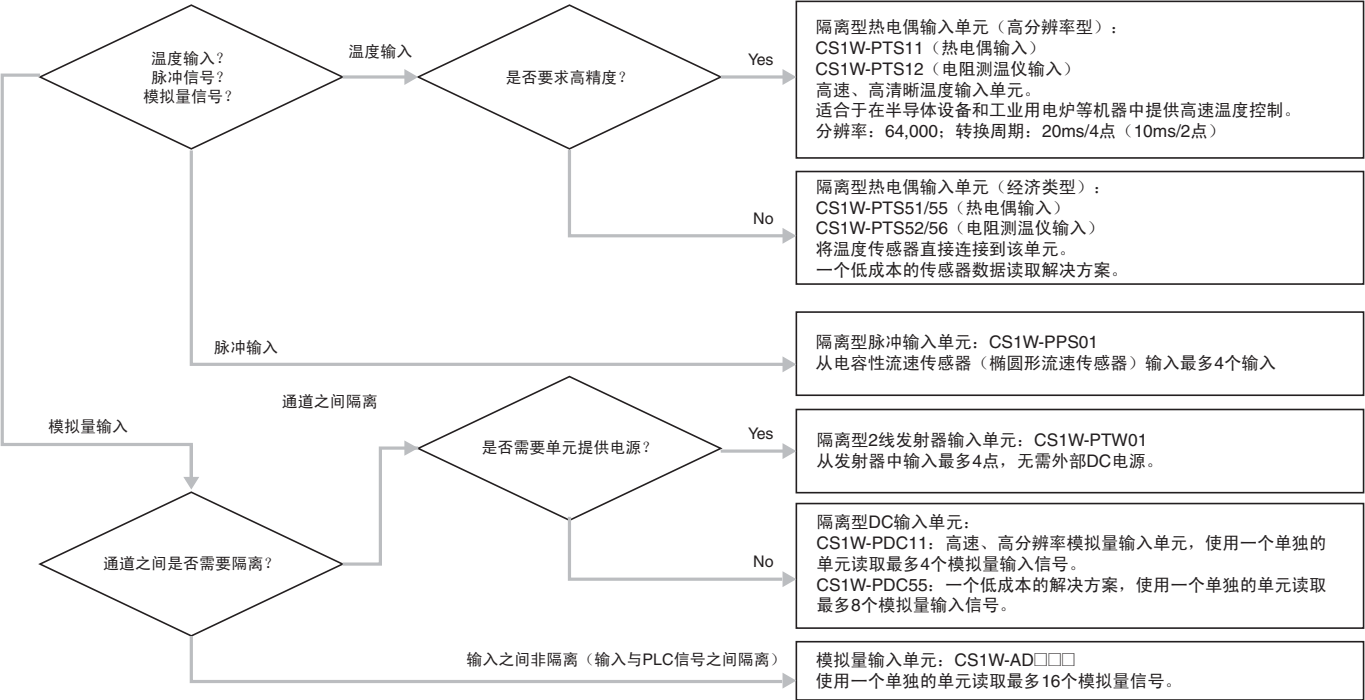 温度输入？
脉冲信号？
模拟量信号？
温度输入
是否要求高精度？
Yes
隔离型热电偶输入单元（高分辨率型）：
CS1W-PTS11（热电偶输入）
CS1W-PTS12（电阻测温仪输入）
高速、高清晰温度输入单元。
适合于在半导体设备和工业用电炉等机器中提供高速温度控制。
分辨率：64,000；转换周期：20ms/4点（10ms/2点）
No
隔离型热电偶输入单元（经济类型）：
CS1W-PTS51/55（热电偶输入）
CS1W-PTS52/56（电阻测温仪输入）
将温度传感器直接连接到该单元。
一个低成本的传感器数据读取解决方案。
脉冲输入
隔离型脉冲输入单元：CS1W-PPS01
从电容性流速传感器（椭圆形流速传感器）输入最多4个输入
模拟量输入
通道之间隔离
是否需要单元提供电源？
Yes
隔离型2线发射器输入单元：CS1W-PTW01
从发射器中输入最多4点，无需外部DC电源。
通道之间是否需要隔离？
No
隔离型DC输入单元：
CS1W-PDC11：高速、高分辨率模拟量输入单元，使用一个单独的
单元读取最多4个模拟量输入信号。
CS1W-PDC55：一个低成本的解决方案，使用一个单独的单元读取
最多8个模拟量输入信号。
输入之间非隔离（输入与PLC信号之间隔离）
模拟量输入单元：CS1W-AD□□□
使用一个单独的单元读取最多16个模拟量信号。